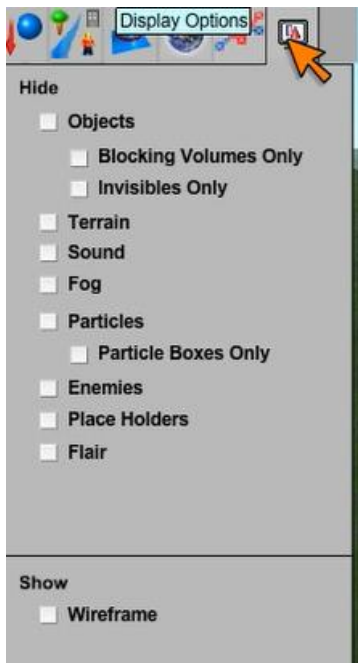 Display Options
Hide
Objects
Blocking Volumes Only
Invisibles Only
Terrain
Sound
Fog
Particles
Particle Boxes Only
Enemies
Place Holders
Flair
Show
Wireframe